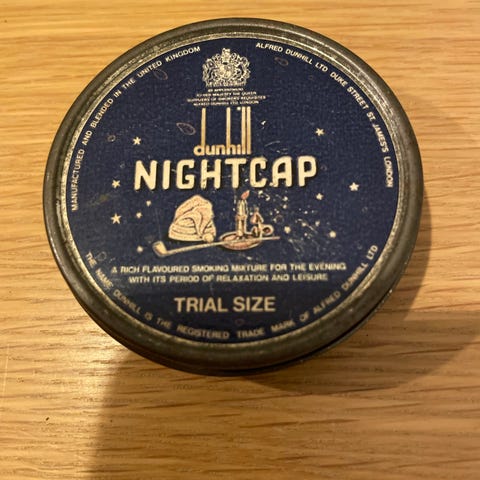 MANUFACTURED AND BLENDED IN THE UNITED KINGDOM
ALFRED DUNHILL LTD DUKE STREET ST. JAMES'S LONDON
BY APPOINTMENT
TO HER MAJESTY THE QUEEN
SUPPLIERS OF SMOKERS REQUISITES
ALFRED DUNHILL LTD LONDON
dunhill
NIGHTCAP
A RICH FLAVOURED SMOKING MIXTURE FOR THE EVENING
WITH ITS PERIOD OF RELAXATION AND LEISURE
TRIAL SIZE
THE NAME DUNHILL IS THE REGISTERED TRADE MARK OF ALFRED DUNHILL LTD